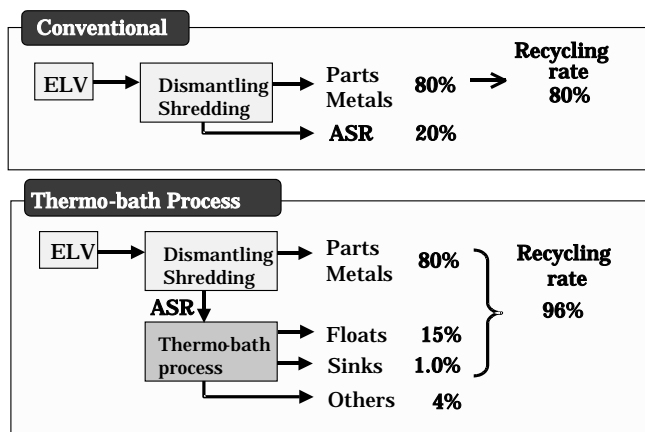 Conventional
ELV
Dismantling
Shredding
Parts
Metals
80%
ASR
20%
Recycling
rate
80%
Thermo-bath Process
ELV
Dismantling
Shredding
Parts
Metals
80%
ASR
Thermo-bath
process
Floats
15%
Sinks
1.0%
Others
4%
Recycling
rate
96%